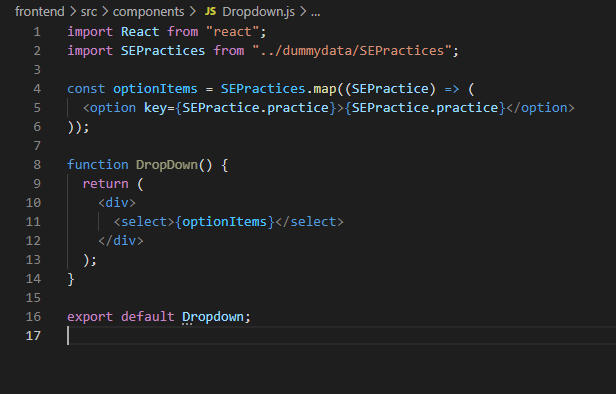 frontend > src > components > JS Dropdown.js > ...
1 import React from "react";
2 import SEPractices from "../dummydata/SEPractices";
3
4 const optionItems = SEPractices.map((SEPractice) => (
5   <option key={SEPractice.practice}>{SEPractice.practice}</option>
6 ));
7
8 function DropDown() {
9   return (
10     <div>
11       <select>{optionItems}</select>
12     </div>
13   );
14 }
15
16 export default Dropdown;
17